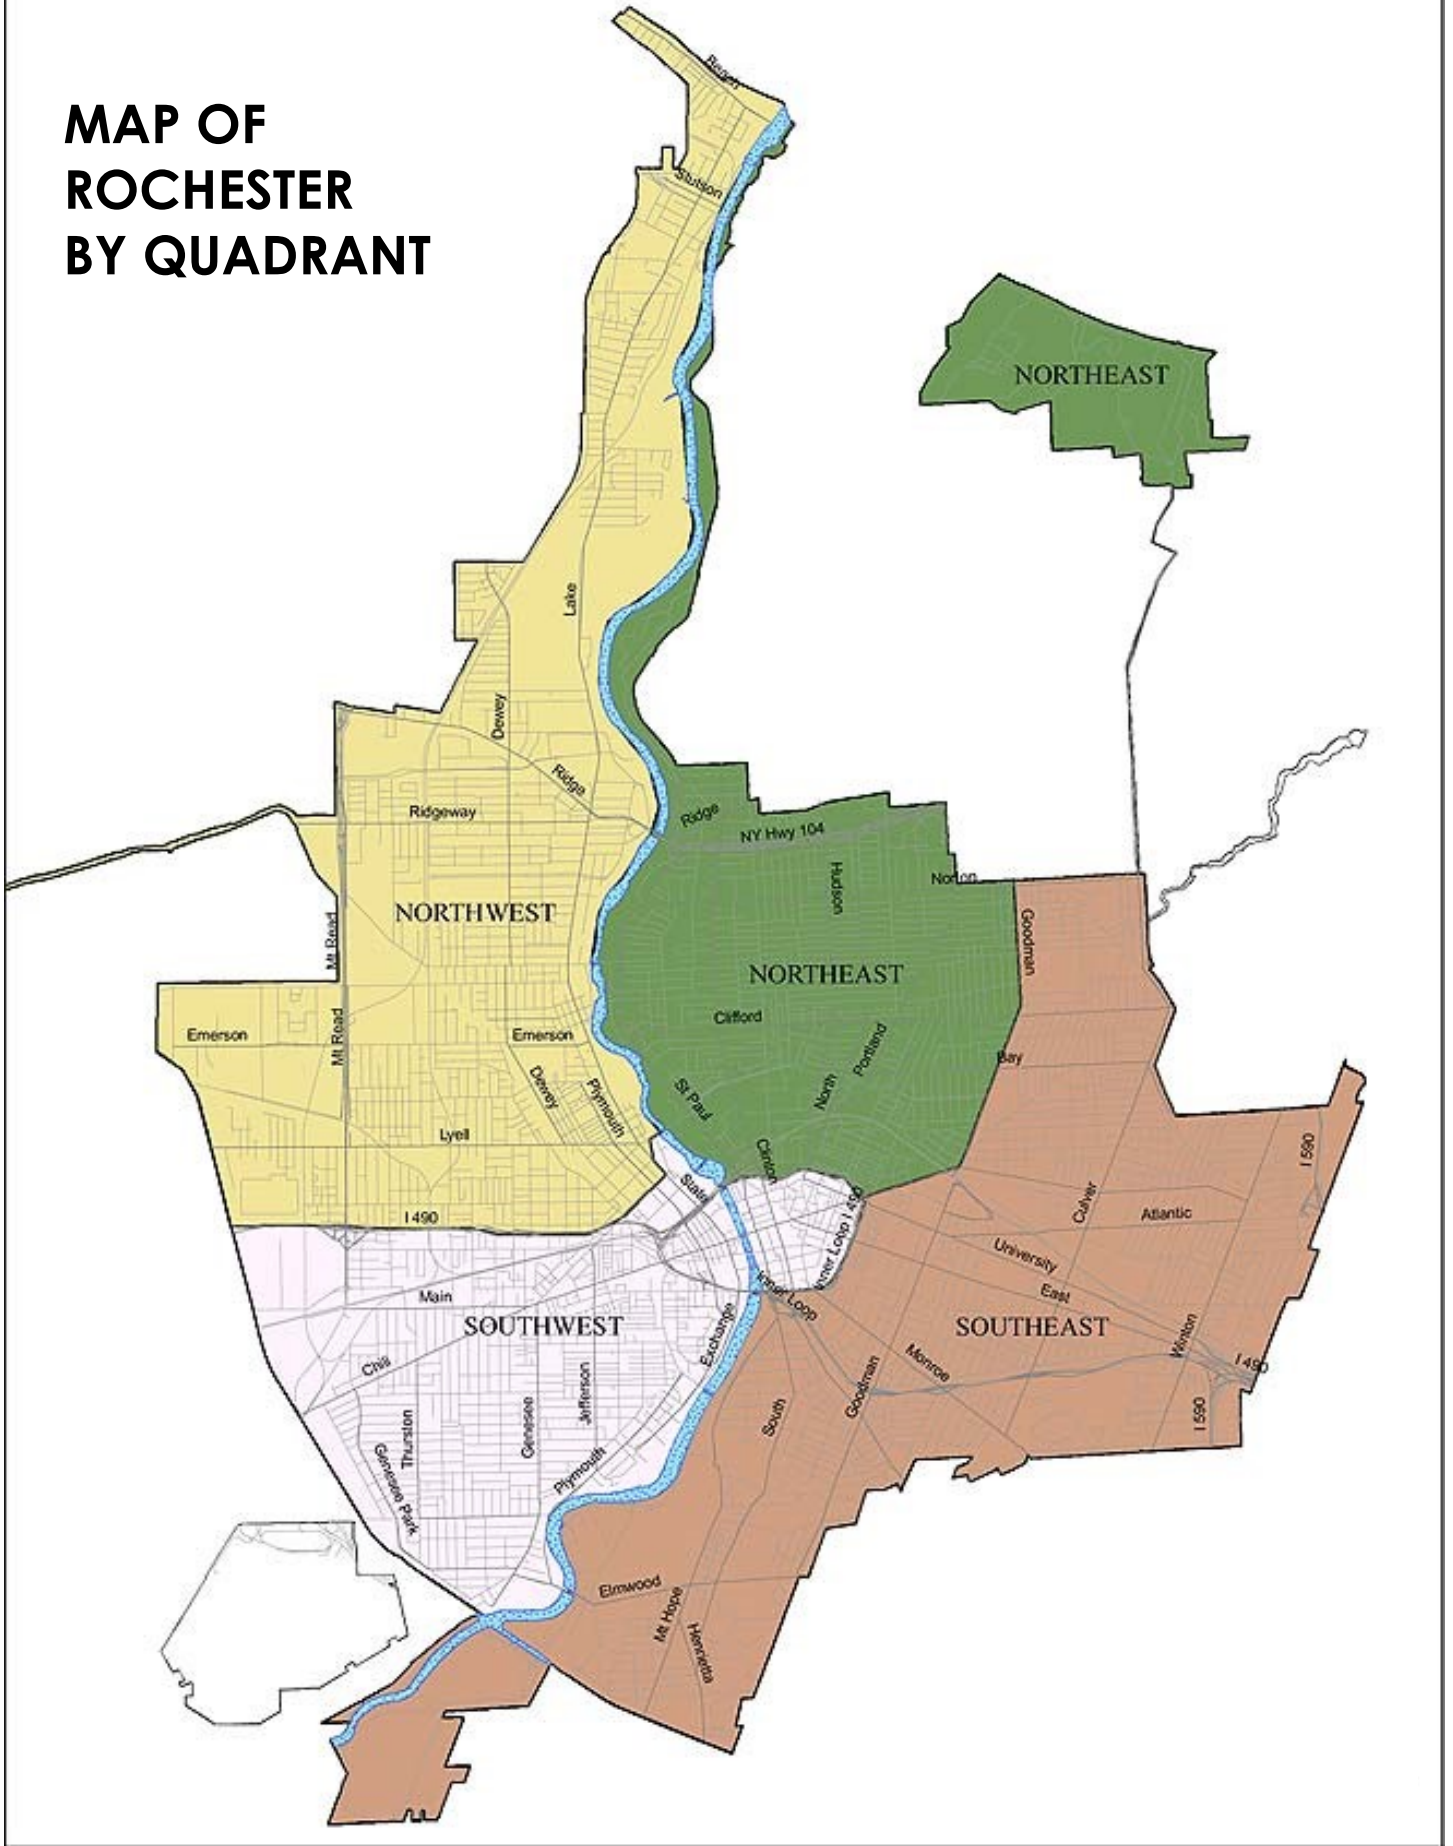 MAP OF
ROCHESTER
BY QUADRANT
Beach
Stutson
NORTHEAST
Lake
Dewey
Ridge
Ridgeway
Ridge
NY Hwy 104
Hudson
Norton
NORTHWEST
Mt Read
Goodman
NORTHEAST
Clifford
Emerson
Mt Read
Emerson
Portland
Bay
Dewey
Plymouth
St Paul
North
Lyell
Clinton
I 590
State
I 490
Inner Loop I 490
Culver
Atlantic
University
East
Inner Loop
Main
SOUTHWEST
Exchange
SOUTHEAST
Winton
Chili
Monroe
I 490
Jefferson
Goodman
Genesee
Thurston
South
I 590
Plymouth
Genesee Park
Elmwood
Mt Hope
Henrietta